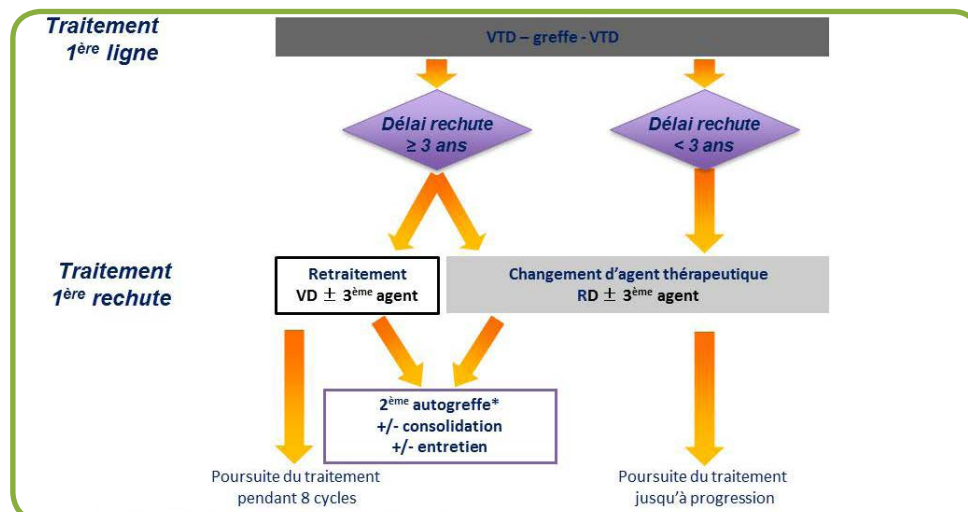 Traitement
1ère ligne
VTD – greffe - VTD
Délai rechute
≥ 3 ans
Délai rechute
< 3 ans
Traitement
1ère rechute
Retraitement
VD ± 3ème agent
Changement d'agent thérapeutique
RD ± 3ème agent
2ème autogreffe*
+/- consolidation
+/- entretien
Poursuite du traitement
pendant 8 cycles
Poursuite du traitement
jusqu'à progression